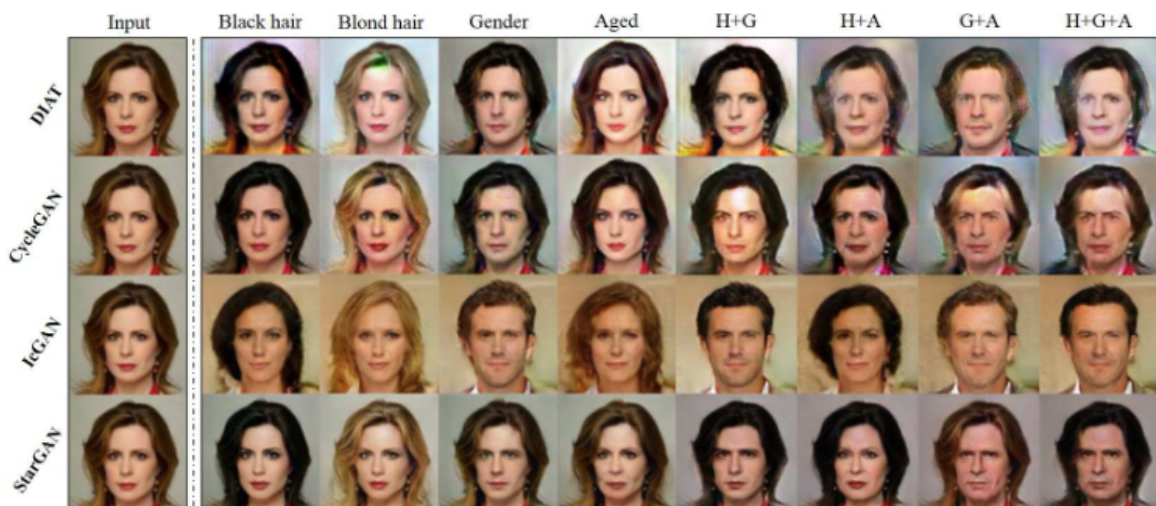 Input Black hair Blond hair Gender Aged H+G H+A G+A H+G+A
DIAT
CycleGAN
IcGAN
StarGAN